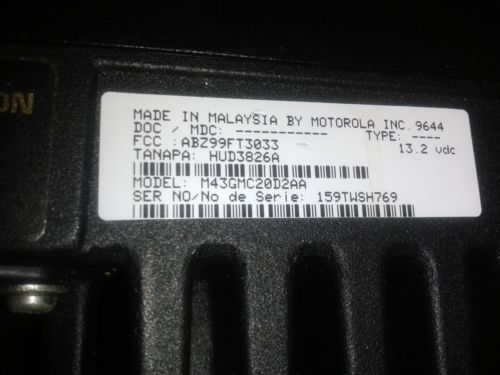 ON
MADE IN MALAYSIA BY MOTOROLA INC. 9644
DOC / MDC: ----------- TYPE: ----
FCC : ABZ99FT3033 13.2 vdc
TANAPA: HUD3826A
MODEL: M43GMC20D2AA
SER NO/No de Serie: 159TWSH769